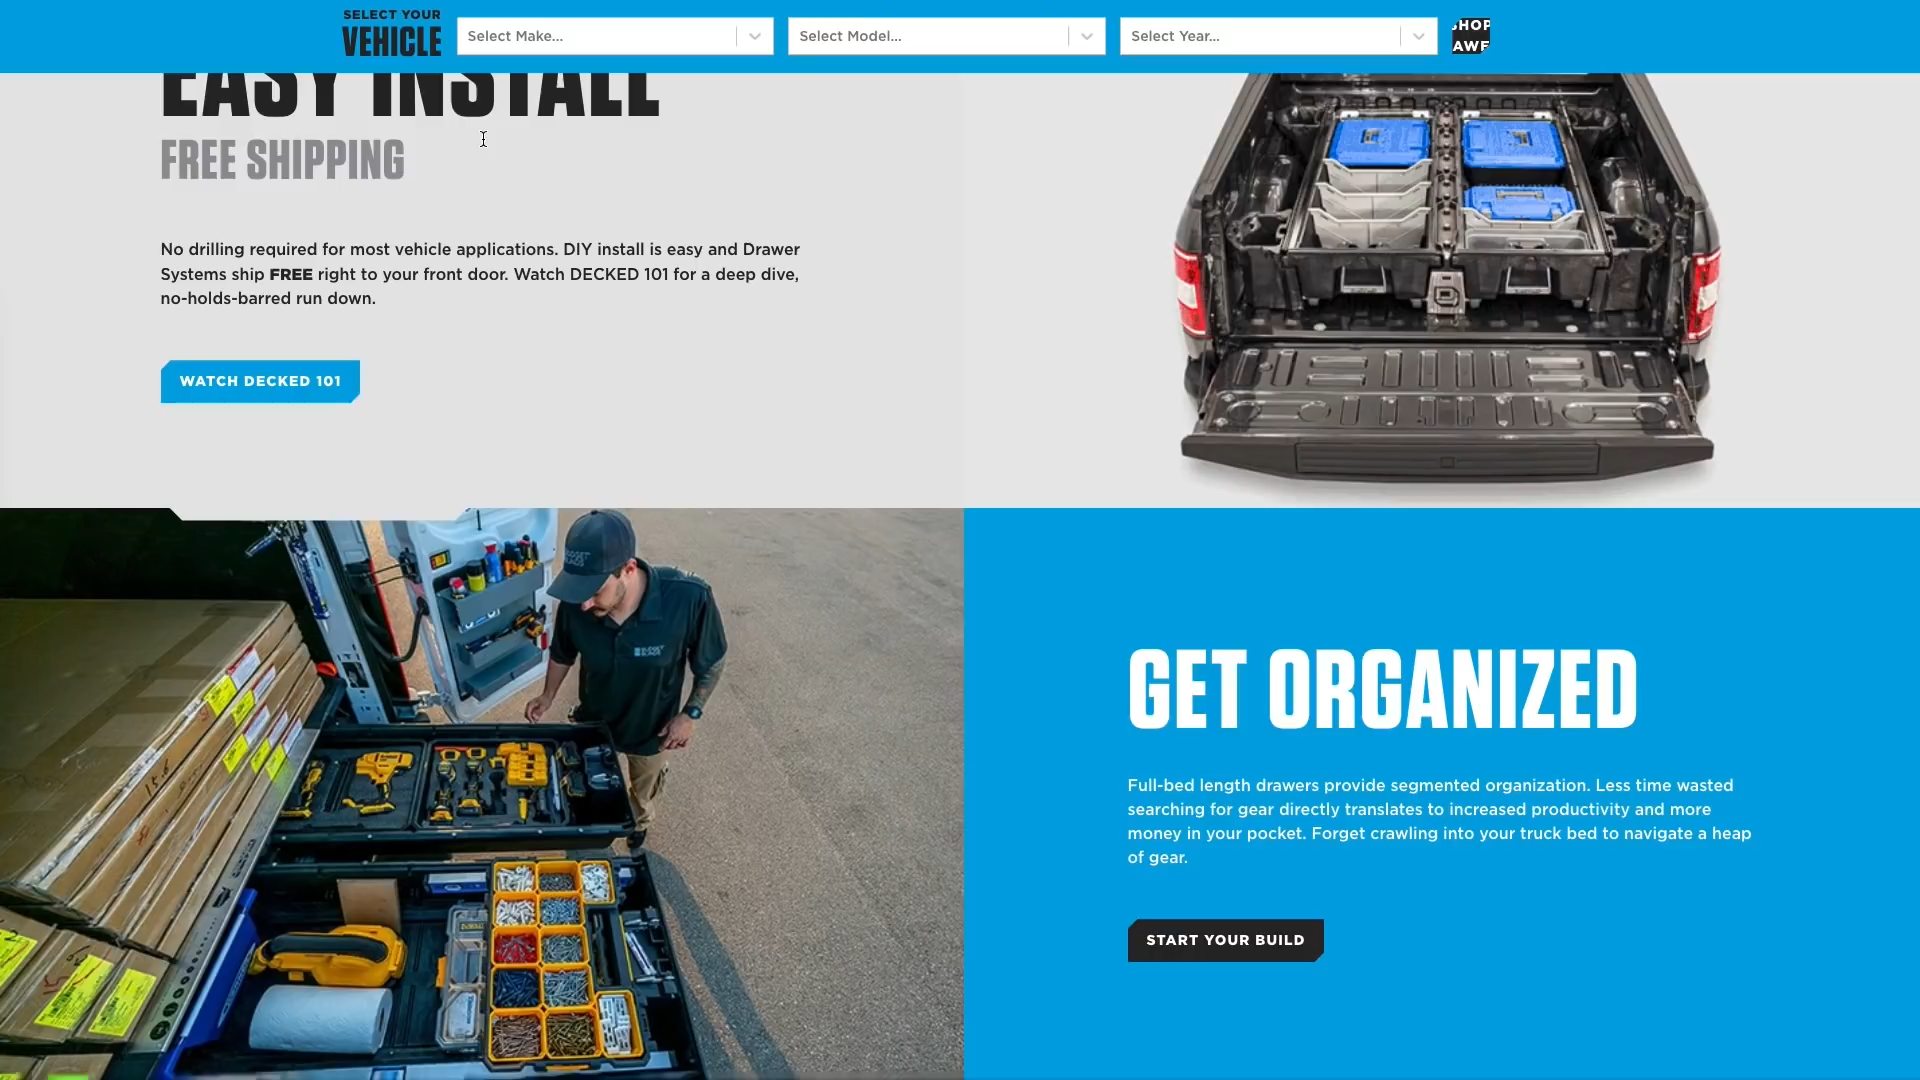 SELECT YOUR
VEHICLE
Select Make...
Select Model...
Select Year...
EASY INSTALL
FREE SHIPPING
No drilling required for most vehicle applications. DIY install is easy and Drawer
Systems ship FREE right to your front door. Watch DECKED 101 for a deep dive,
no-holds-barred run down.
WATCH DECKED 101
GET ORGANIZED
Full-bed length drawers provide segmented organization. Less time wasted
searching for gear directly translates to increased productivity and more
money in your pocket. Forget crawling into your truck bed to navigate a heap
of gear.
START YOUR BUILD